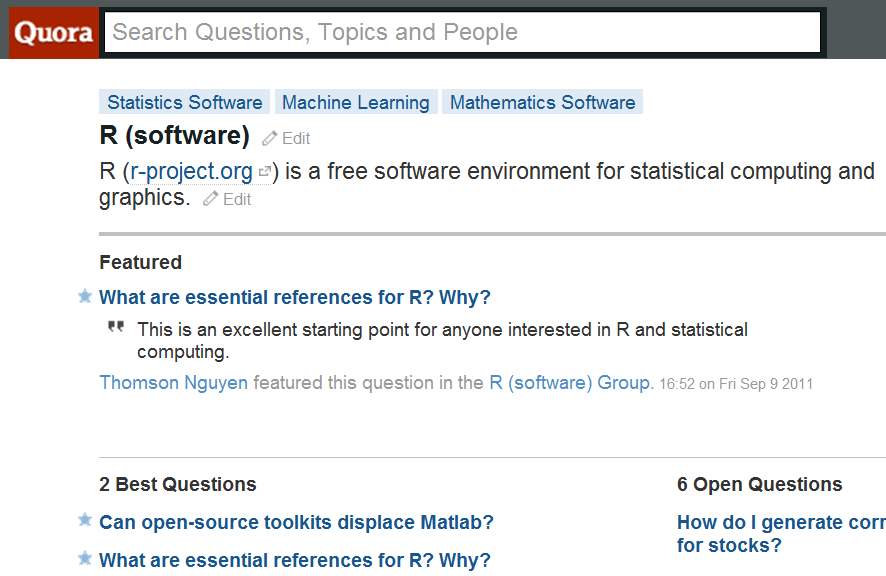 Quora Search Questions, Topics and People
Statistics Software Machine Learning Mathematics Software
R (software) Edit
R (r-project.org ) is a free software environment for statistical computing and
graphics. Edit
Featured
What are essential references for R? Why?
" This is an excellent starting point for anyone interested in R and statistical
computing.
Thomson Nguyen featured this question in the R (software) Group. 16:52 on Fri Sep 9 2011
2 Best Questions
Can open-source toolkits displace Matlab?
What are essential references for R? Why?
6 Open Questions
How do I generate corr
for stocks?